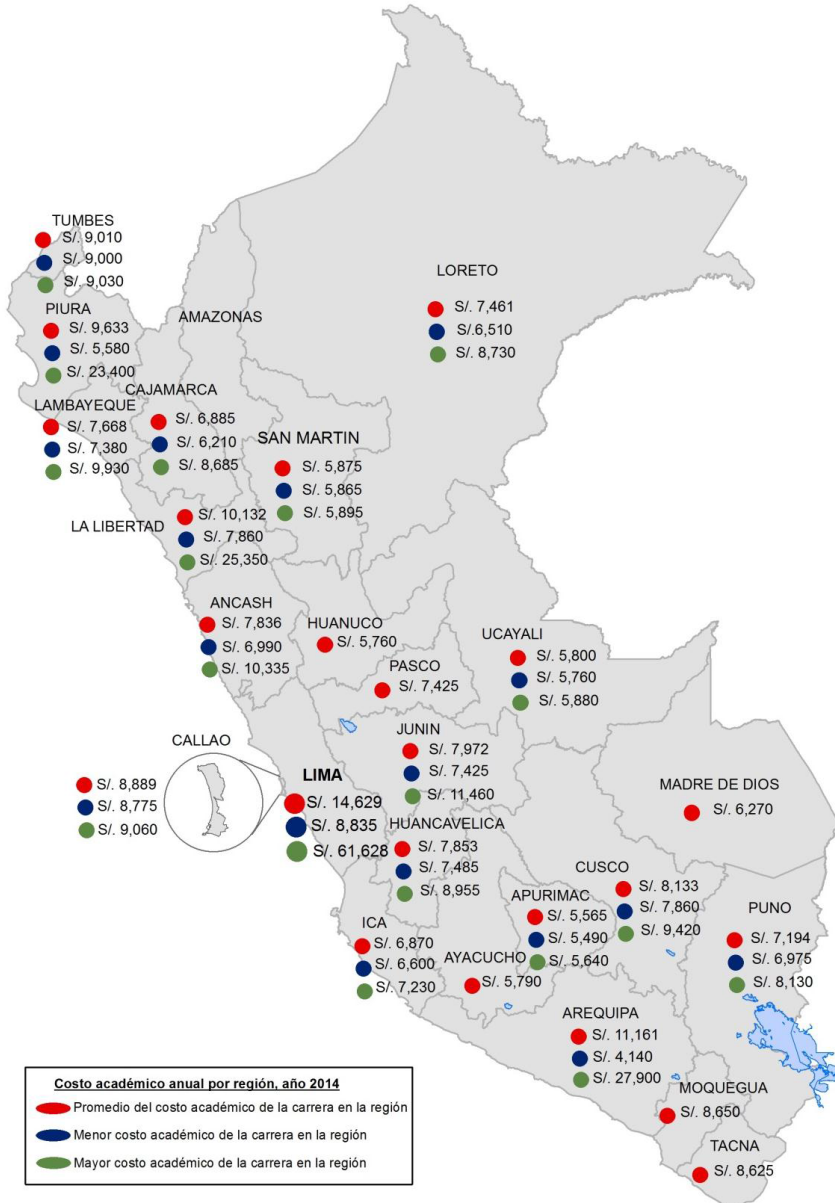 TUMBES
S/. 9,010
S/. 9,000
S/. 9,030
PIURA
S/. 9,633
S/. 5,580
S/. 23,400
LAMBAYEQUE
S/. 7,668
S/. 7,380
S/. 9,930
AMAZONAS
CAJAMARCA
S/. 6,885
S/. 6,210
S/. 8,685
LORETO
S/. 7,461
S/.6,510
S/. 8,730
SAN MARTIN
S/. 5,875
S/. 5,865
S/. 5,895
LA LIBERTAD
S/. 10,132
S/. 7,860
S/. 25,350
ANCASH
S/. 7,836
S/. 6,990
S/. 10,335
HUANUCO
S/. 5,760
PASCO
S/. 7,425
UCAYALI
S/. 5,800
S/. 5,760
S/. 5,880
CALLAO
S/. 8,889
S/. 8,775
S/. 9,060
LIMA
S/. 14,629
S/. 8,835
S/. 61,628
JUNIN
S/. 7,972
S/. 7,425
S/. 11,460
HUANCAVELICA
S/. 7,853
S/. 7,485
S/. 8,955
MADRE DE DIOS
S/. 6,270
CUSCO
S/. 8,133
S/. 7,860
S/. 9,420
APURIMAC
S/. 5,565
S/. 5,490
S/. 5,640
PUNO
S/. 7,194
S/. 6,975
S/. 8,130
ICA
S/. 6,870
S/. 6,600
S/. 7,230
AYACUCHO
S/. 5,790
AREQUIPA
S/. 11,161
S/. 4,140
S/. 27,900
MOQUEGUA
S/. 8,650
TACNA
S/. 8,625
Costo académico anual por región, año 2014
Promedio del costo académico de la carrera en la región
Menor costo académico de la carrera en la región
Mayor costo académico de la carrera en la región